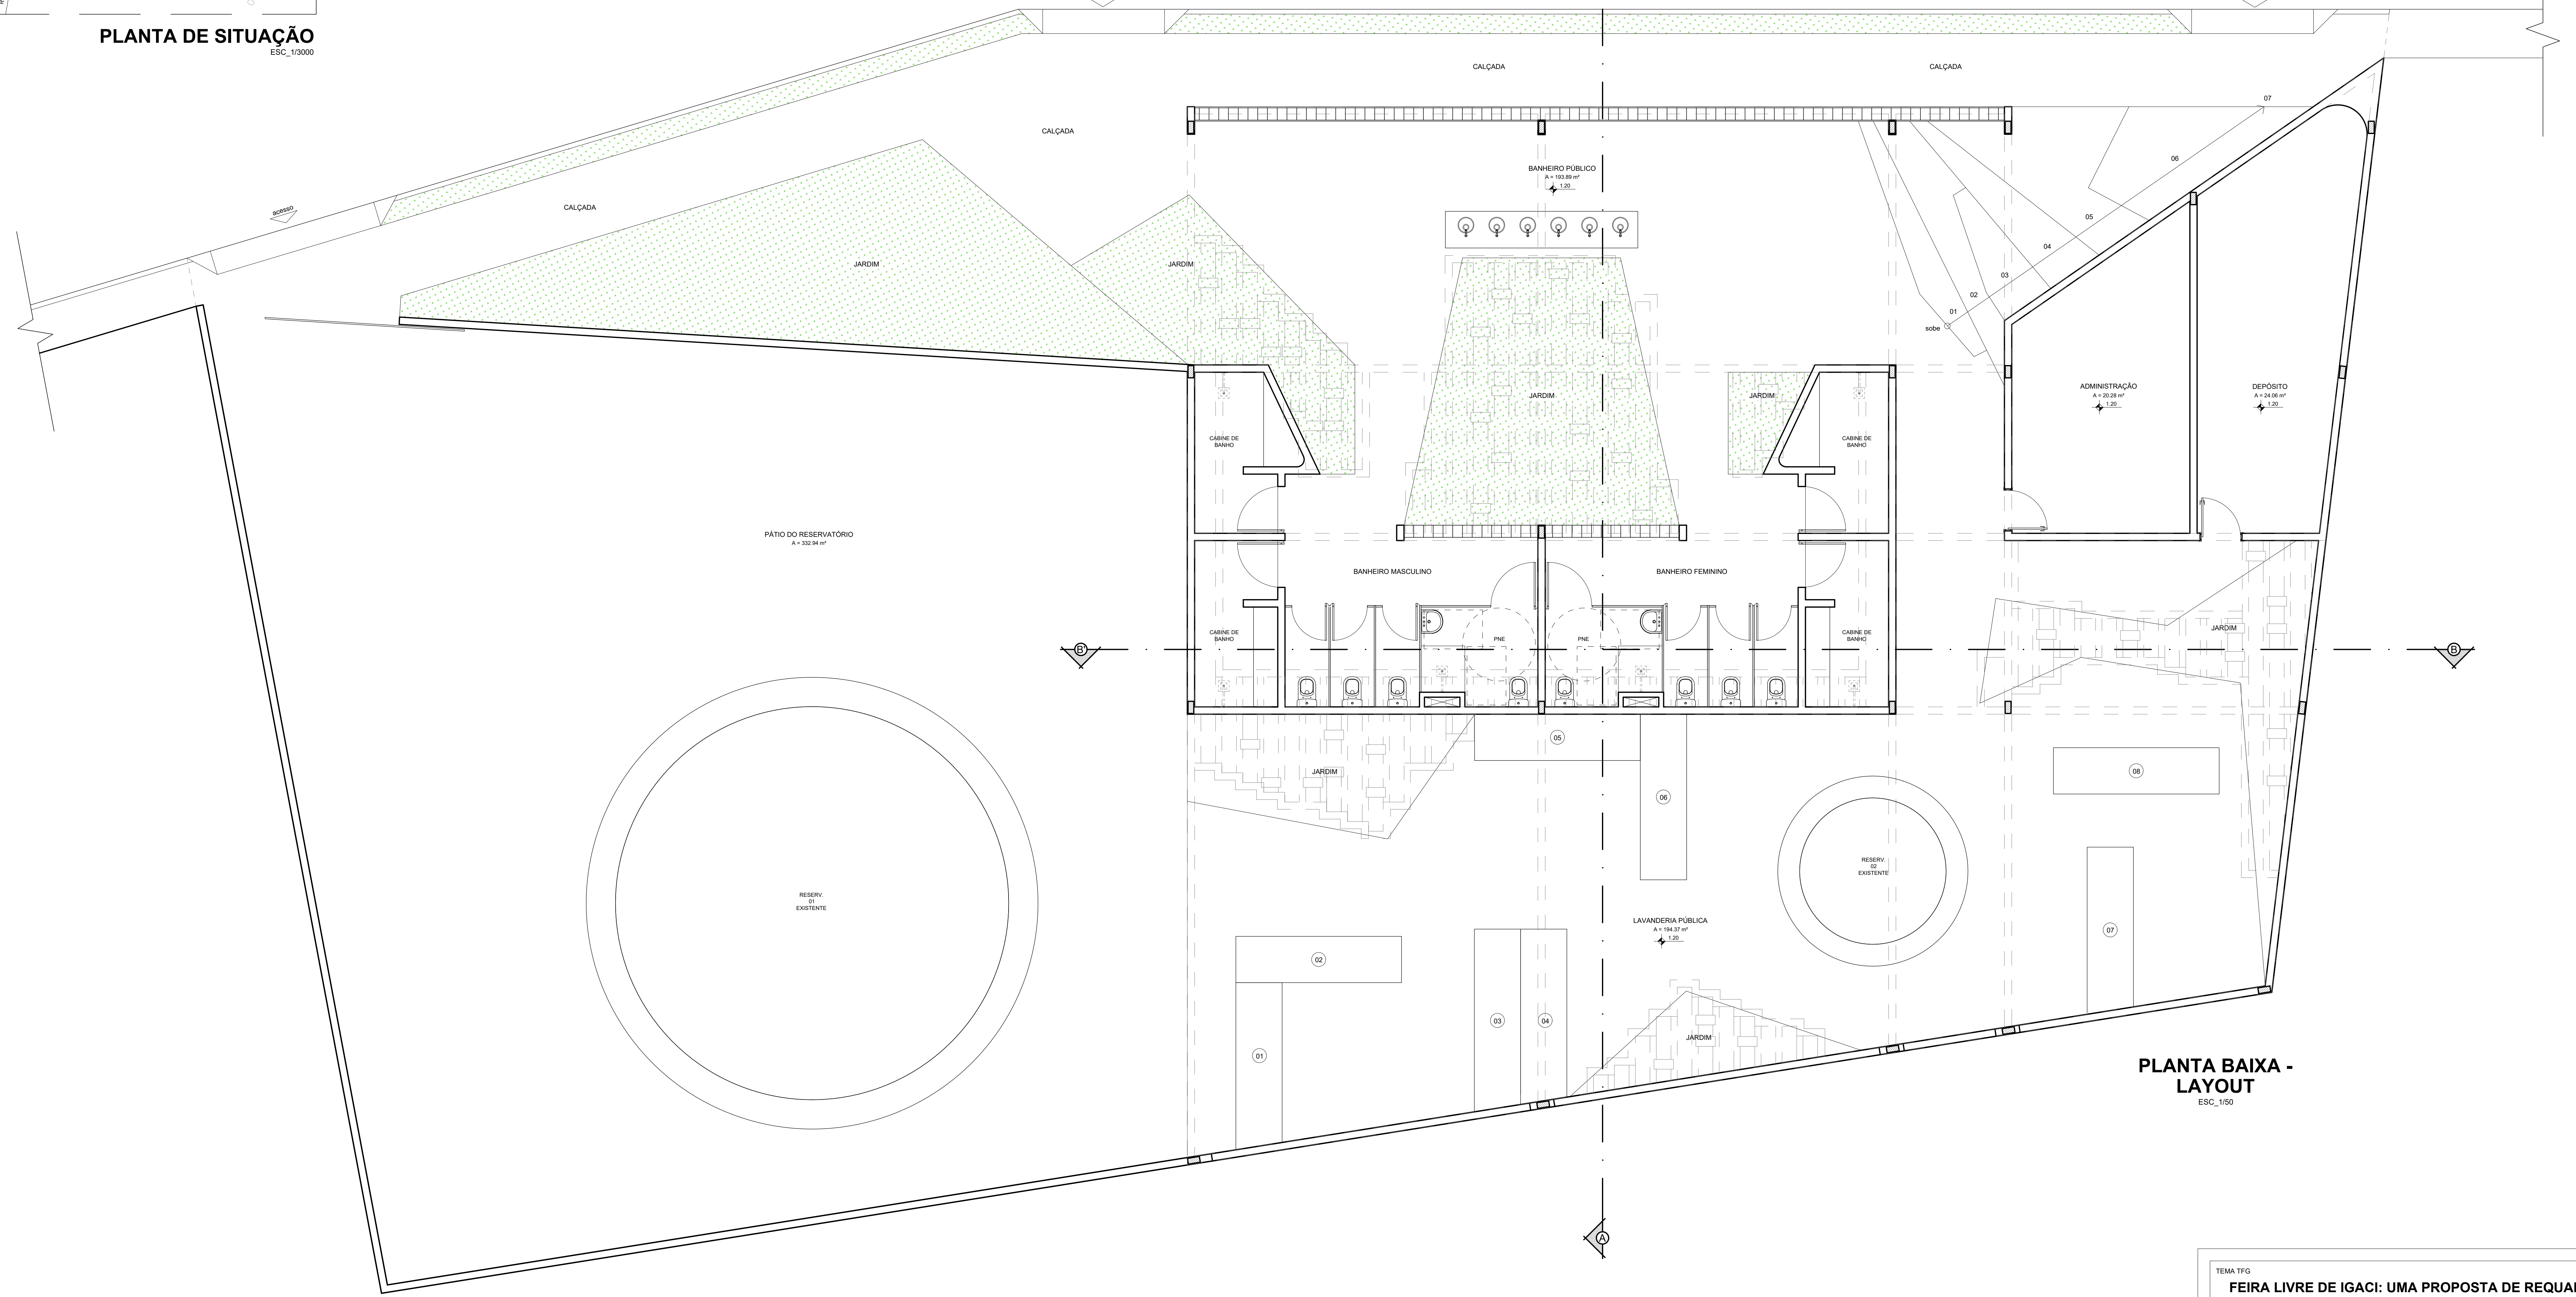 PLANTA DE SITUAÇÃO
ESC_1/3000
CALÇADA
CALÇADA
07
CALÇADA
06
BANHEIRO PÚBLICO
A = 193.89 m²
1.20
acesso
CALÇADA
05
04
JARDIM
JARDIM
03
02
01
sobe
ADMINISTRAÇÃO
A = 20.28 m²
1.20
DEPÓSITO
A = 24.06 m²
1.20
JARDIM
JARDIM
CABINE DE
BANHO
CABINE DE
BANHO
PÁTIO DO RESERVATÓRIO
A = 332.94 m²
BANHEIRO MASCULINO
BANHEIRO FEMININO
CABINE DE
BANHO
PNE
PNE
CABINE DE
BANHO
JARDIM
B'
B
05
JARDIM
08
06
RESERV.
02
EXISTENTE
RESERV.
01
EXISTENTE
LAVANDERIA PÚBLICA
A = 194.37 m²
1.20
07
02
03
04
JARDIM
01
PLANTA BAIXA -
LAYOUT
ESC_1/50
A
TEMA TFG
FEIRA LIVRE DE IGACI: UMA PROPOSTA DE REQUA